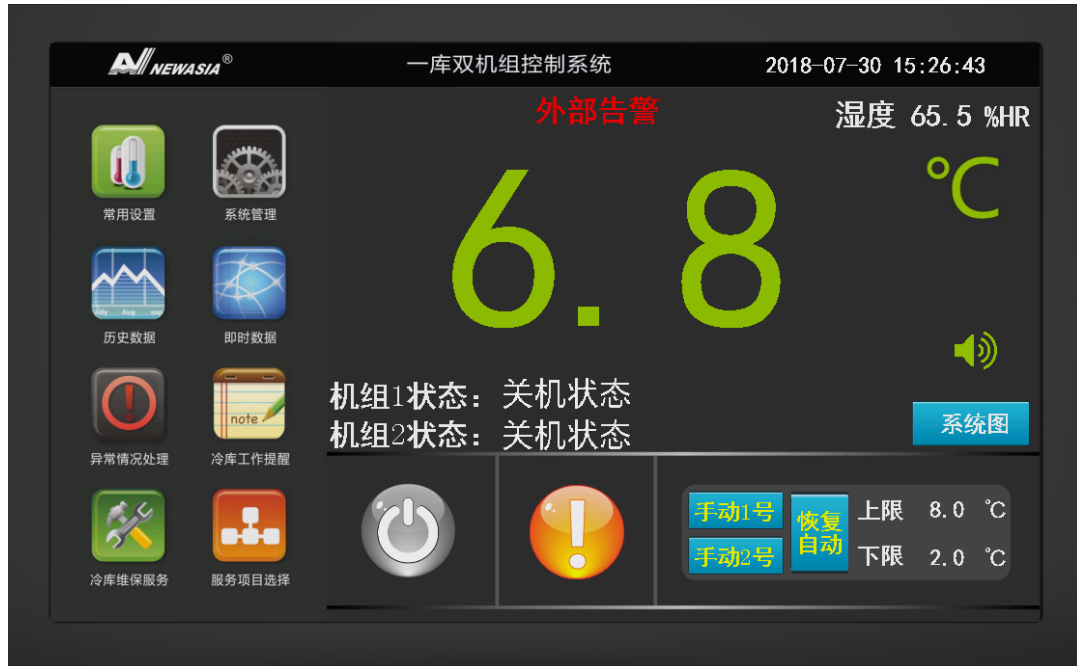 NEWASIA®
一库双机组控制系统
2018-07-30 15:26:43
外部告警
湿度 65.5 %HR
6.8 ℃
常用设置
系统管理
历史数据
即时数据
异常情况处理
note
冷库工作提醒
冷库维保服务
服务项目选择
机组1状态：关机状态
机组2状态：关机状态
系统图
手动1号
手动2号
恢复
自动
上限 8.0 ℃
下限 2.0 ℃